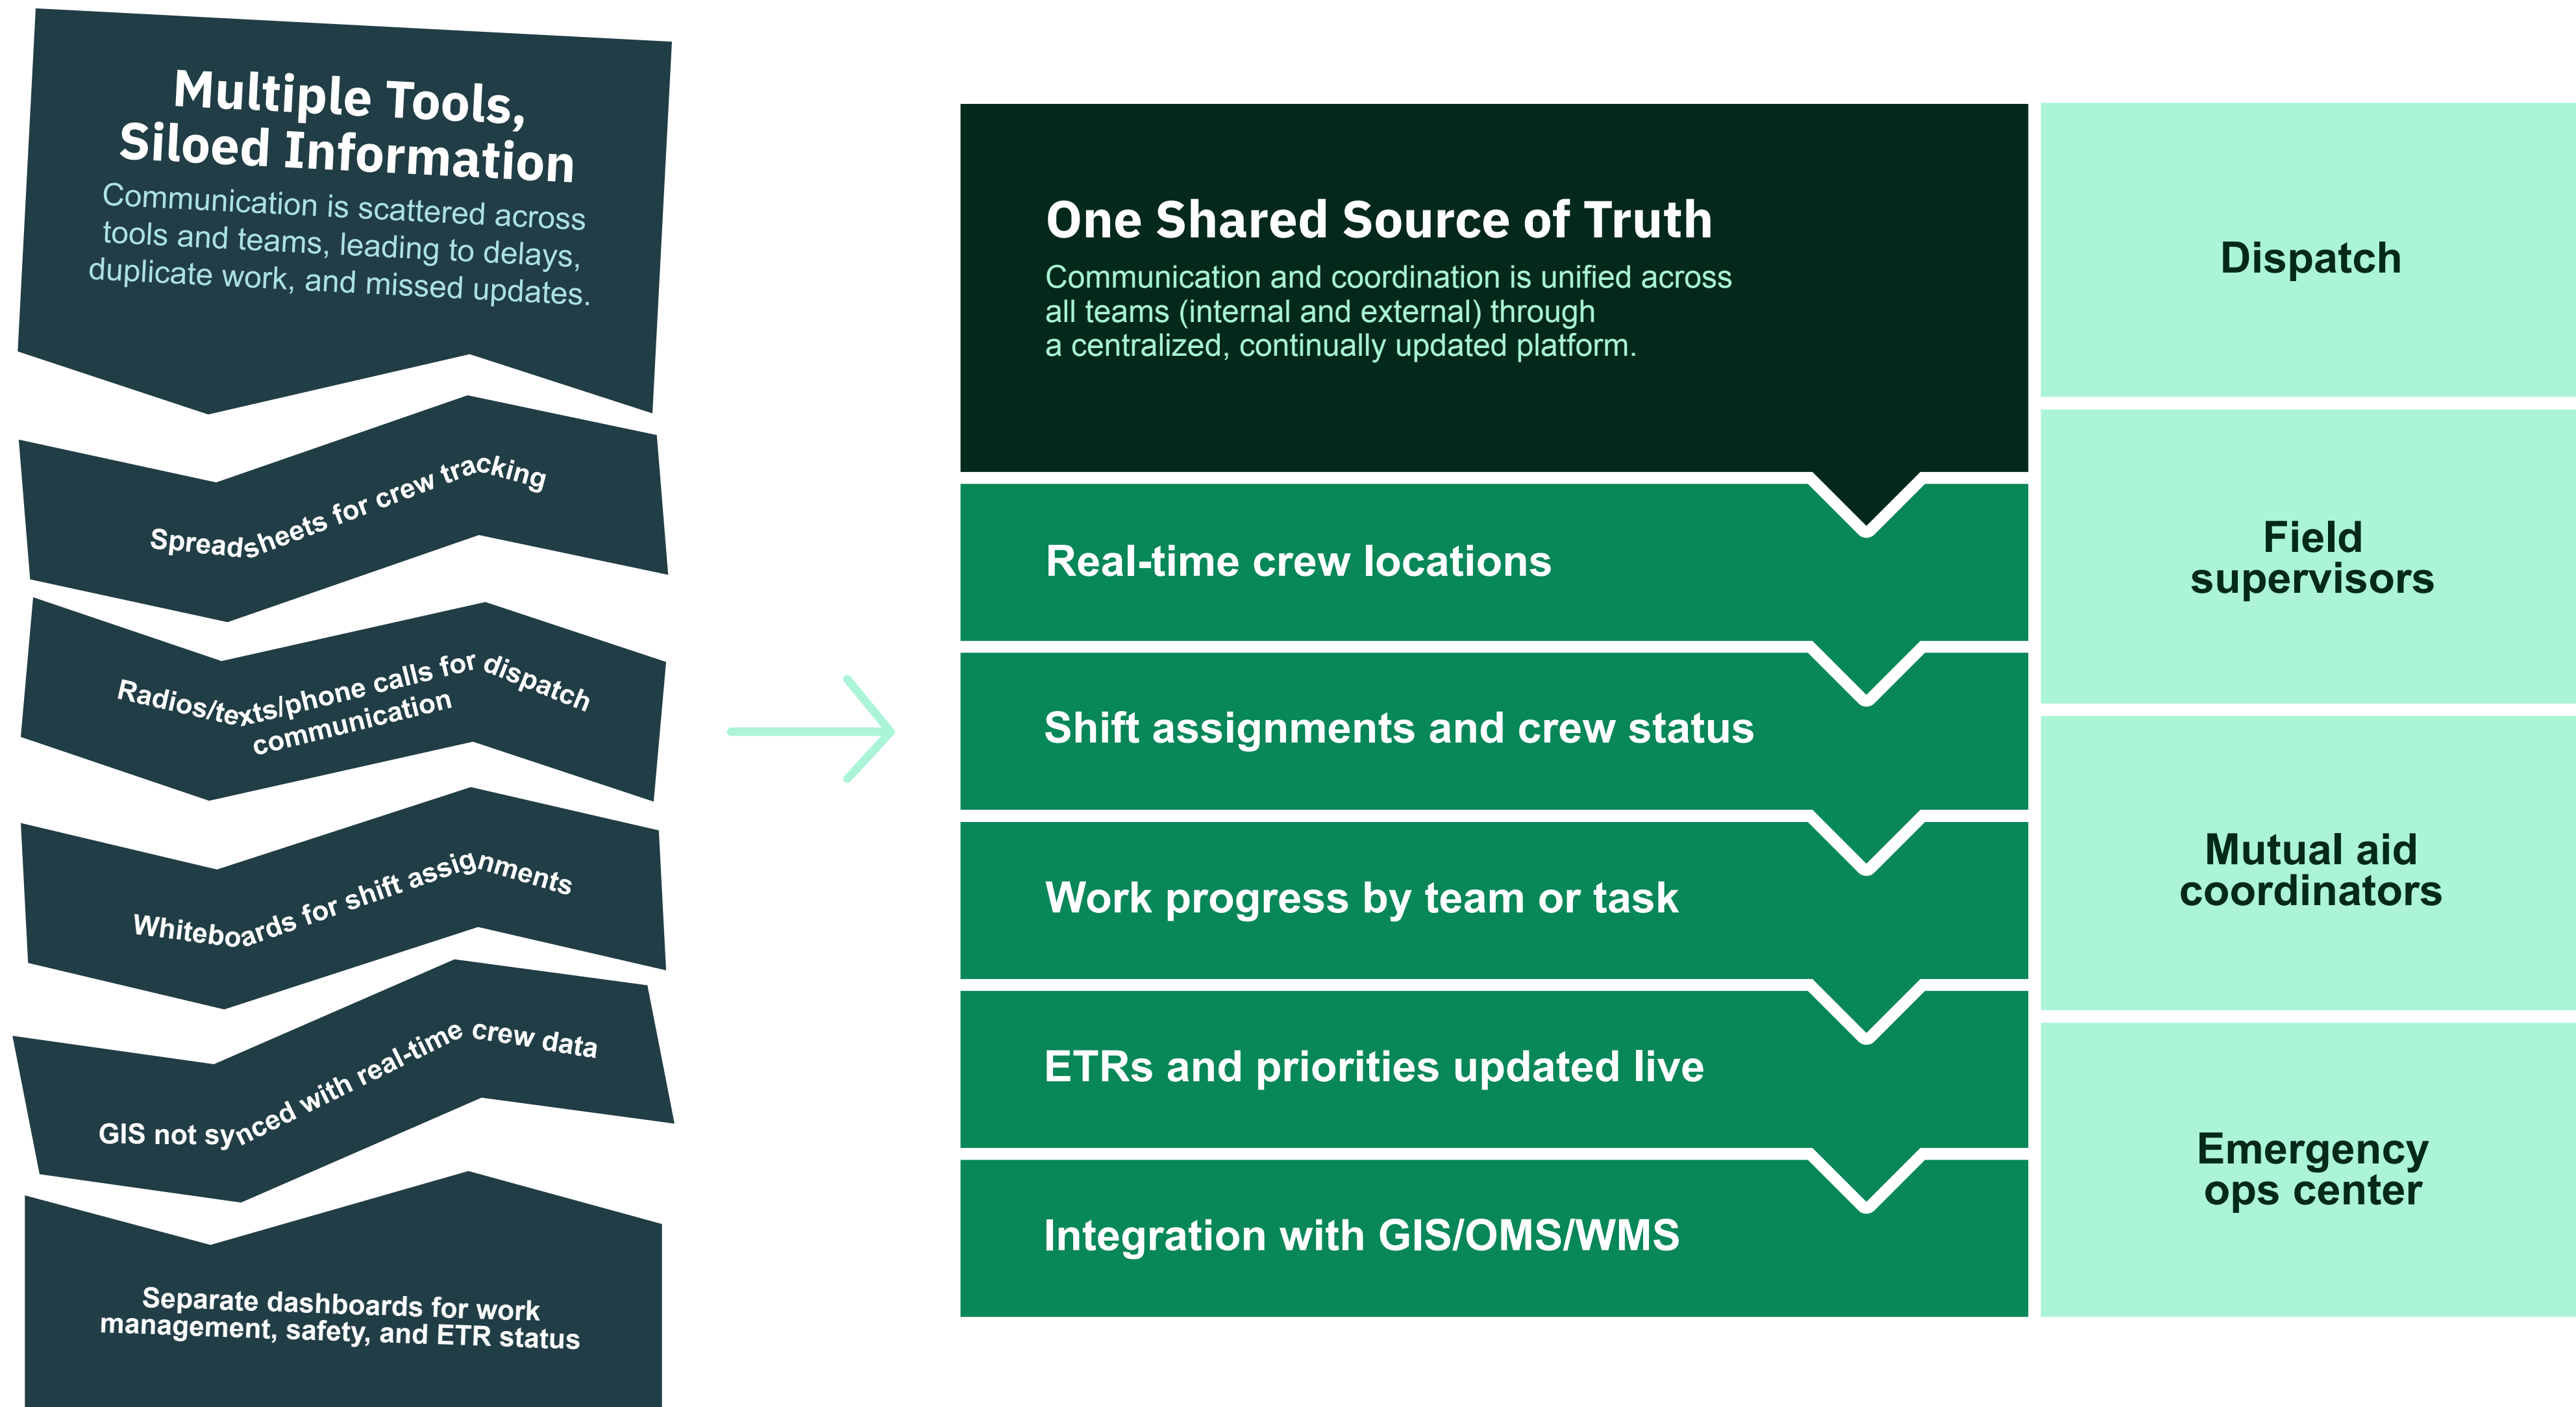 Multiple Tools,
Siloed Information
Communication is scattered across
tools and teams, leading to delays,
duplicate work, and missed updates.
Spreadsheets for crew tracking
Radios/texts/phone calls for dispatch
communication
Whiteboards for shift assignments
GIS not synced with real-time crew data
Separate dashboards for work
management, safety, and ETR status
One Shared Source of Truth
Communication and coordination is unified across
all teams (internal and external) through
a centralized, continually updated platform.
Real-time crew locations
Shift assignments and crew status
Work progress by team or task
ETRs and priorities updated live
Integration with GIS/OMS/WMS
Dispatch
Field
supervisors
Mutual aid
coordinators
Emergency
ops center